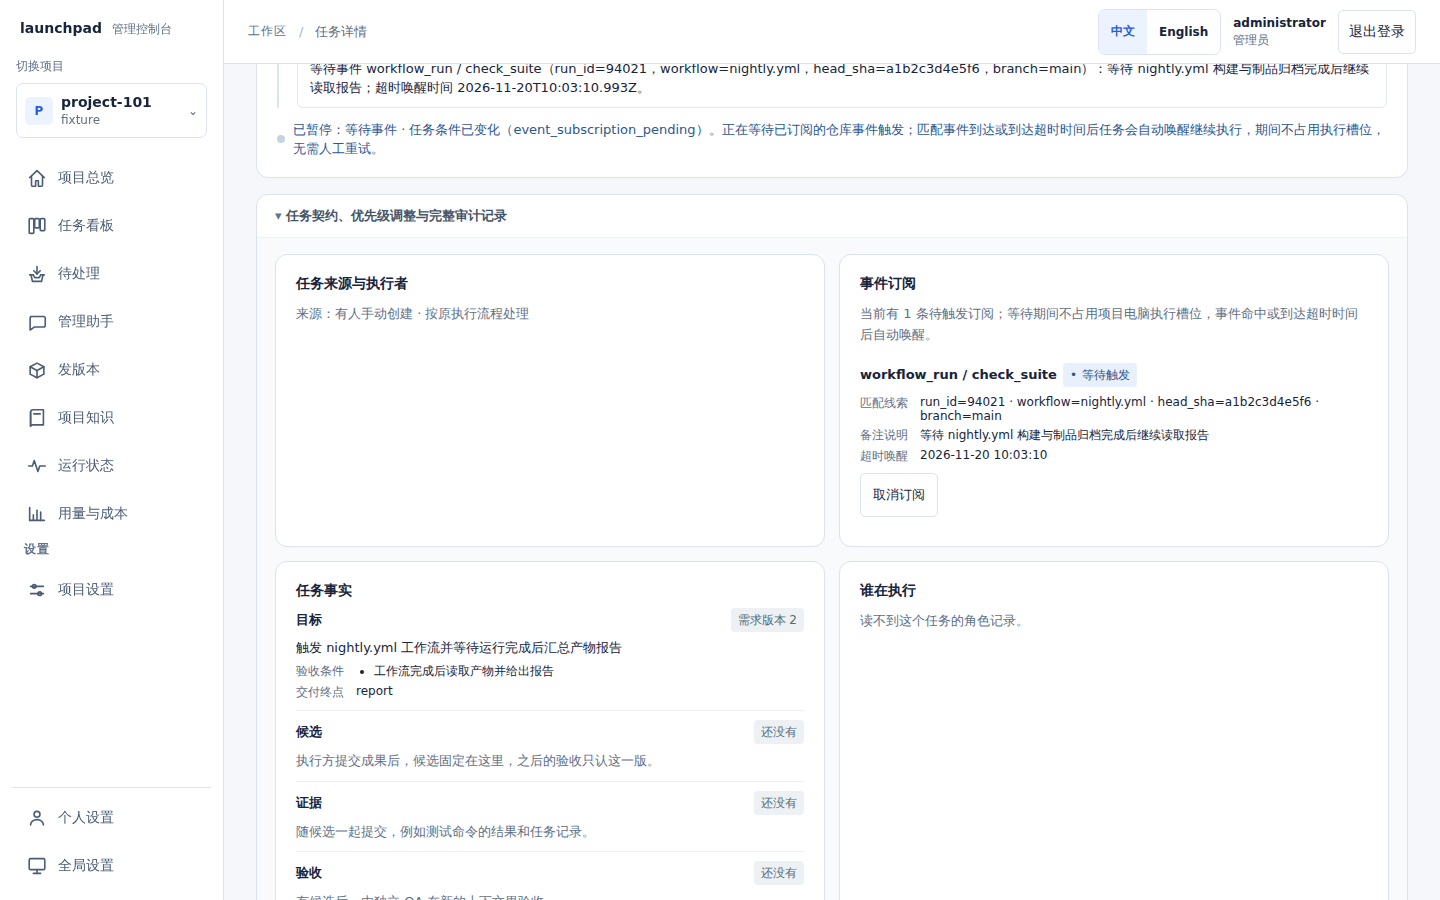 launchpad 管理控制台
切换项目
P
project-101
fixture
项目总览
任务看板
待处理
管理助手
发版本
项目知识
运行状态
用量与成本
设置
项目设置
个人设置
全局设置
工作区 / 任务详情
中文 English
administrator
管理员
退出登录
等待事件 workflow_run / check_suite（run_id=94021，workflow=nightly.yml，head_sha=a1b2c3d4e5f6，branch=main）：等待 nightly.yml 构建与制品归档完成后继续
读取报告；超时唤醒时间 2026-11-20T10:03:10.993Z。
已暂停：等待事件 · 任务条件已变化（event_subscription_pending）。正在等待已订阅的仓库事件触发；匹配事件到达或到达超时时间后任务会自动唤醒继续执行，期间不占用执行槽位，
无需人工重试。
▾ 任务契约、优先级调整与完整审计记录
任务来源与执行者
来源：有人手动创建 · 按原执行流程处理
事件订阅
当前有 1 条待触发订阅；等待期间不占用项目电脑执行槽位，事件命中或到达超时时间
后自动唤醒。
workflow_run / check_suite • 等待触发
匹配线索 run_id=94021 · workflow=nightly.yml · head_sha=a1b2c3d4e5f6 ·
branch=main
备注说明 等待 nightly.yml 构建与制品归档完成后继续读取报告
超时唤醒 2026-11-20 10:03:10
取消订阅
任务事实
目标 需求版本 2
触发 nightly.yml 工作流并等待运行完成后汇总产物报告
验收条件 • 工作流完成后读取产物并给出报告
交付终点 report
候选 还没有
执行方提交成果后，候选固定在这里，之后的验收只认这一版。
证据 还没有
随候选一起提交，例如测试命令的结果和任务记录。
验收 还没有
有候选后，由独立 QA 在新的上下文里验收。
谁在执行
读不到这个任务的角色记录。